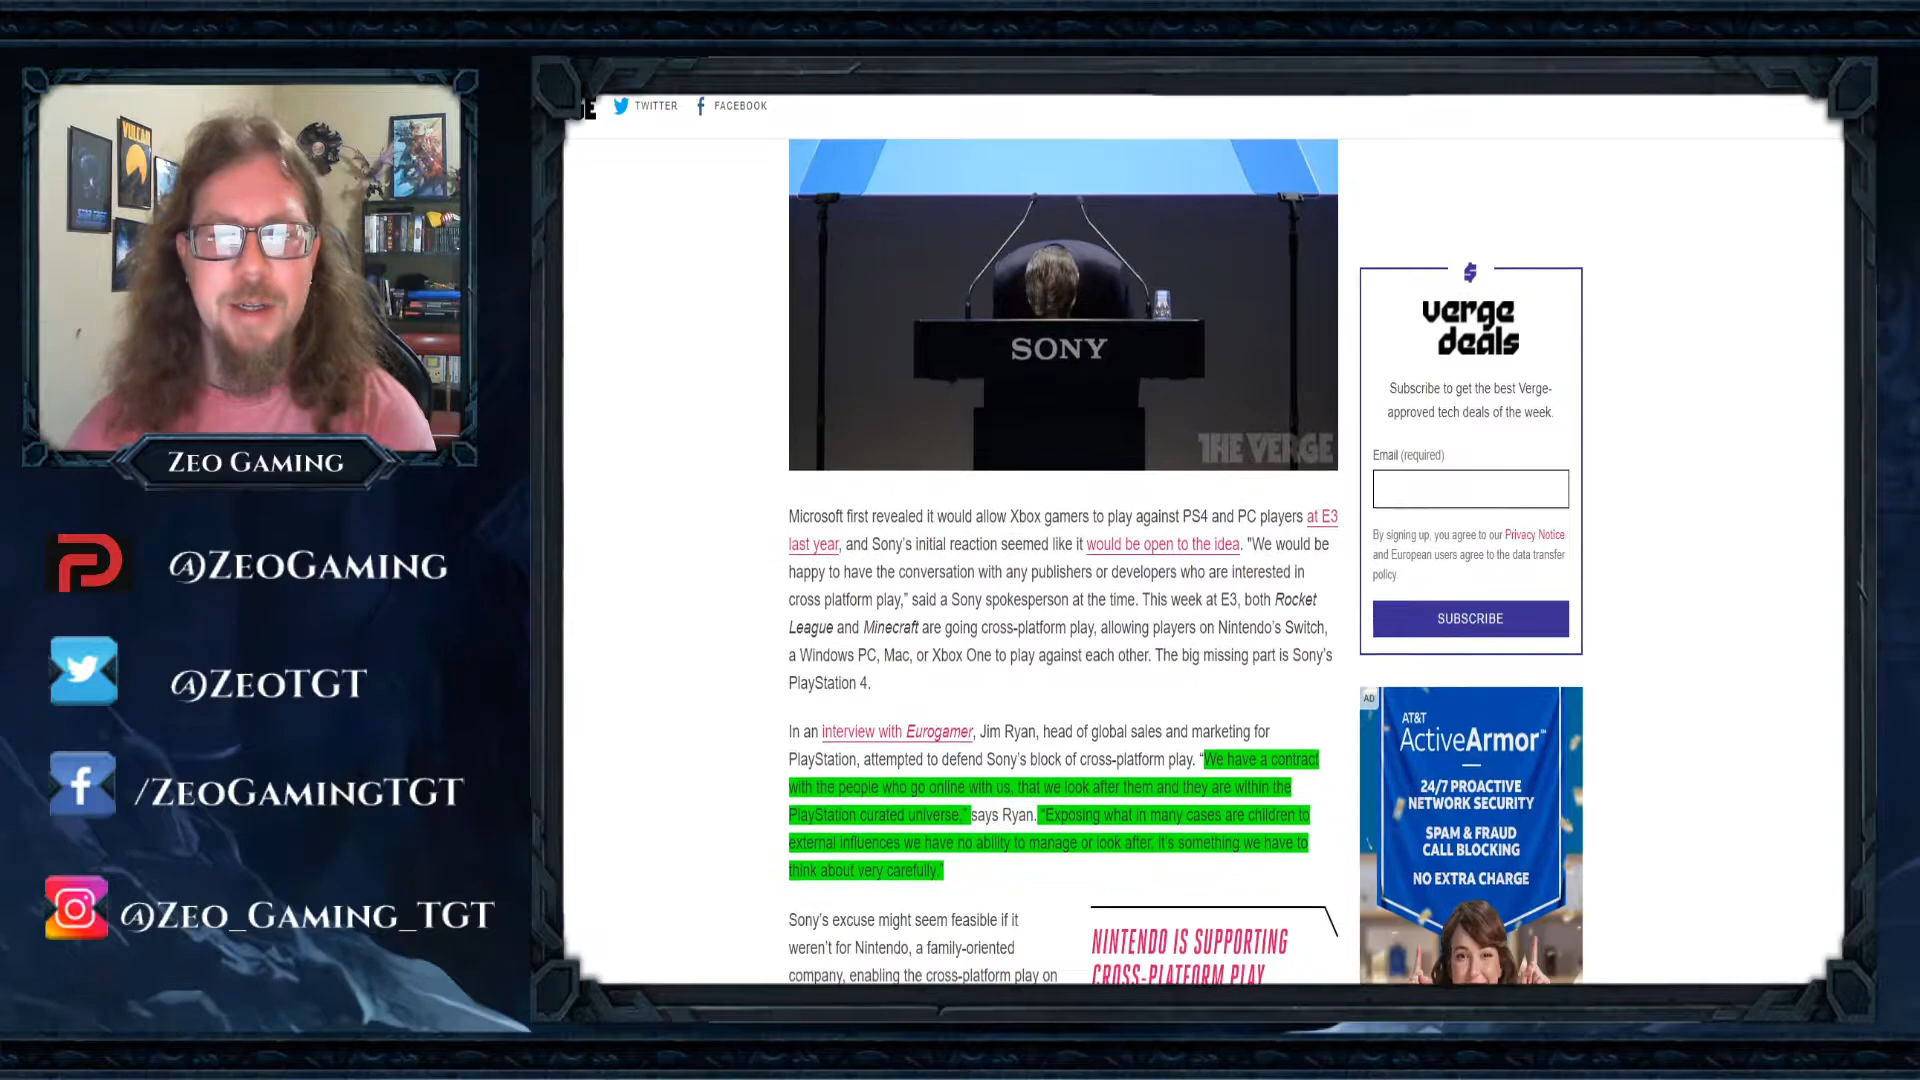 VULCAN
ZEO GAMING
@ZEOGAMING
@ZEOTGT
/ZEOGAMINGTGT
@ZEO_GAMING_TGT
TWITTER
FACEBOOK
SONY
THE VERGE
Microsoft first revealed it would allow Xbox gamers to play against PS4 and PC players at E3
last year, and Sony's initial reaction seemed like it would be open to the idea. "We would be
happy to have the conversation with any publishers or developers who are interested in
cross platform play," said a Sony spokesperson at the time. This week at E3, both Rocket
League and Minecraft are going cross-platform play, allowing players on Nintendo's Switch,
a Windows PC, Mac, or Xbox One to play against each other. The big missing part is Sony's
PlayStation 4.
In an interview with Eurogamer, Jim Ryan, head of global sales and marketing for
PlayStation, attempted to defend Sony's block of cross-platform play. "We have a contract
with the people who go online with us, that we look after them and they are within the
PlayStation curated universe," says Ryan. "Exposing what in many cases are children to
external influences we have no ability to manage or look after, it's something we have to
think about very carefully."
Sony's excuse might seem feasible if it
weren't for Nintendo, a family-oriented
company, enabling the cross-platform play on
NINTENDO IS SUPPORTING
CROSS-PLATFORM PLAY
verge
deals
Subscribe to get the best Verge-
approved tech deals of the week.
Email (required)
By signing up, you agree to our Privacy Notice
and European users agree to the data transfer
policy.
SUBSCRIBE
AD
AT&T
ActiveArmor℠
24/7 PROACTIVE
NETWORK SECURITY
SPAM & FRAUD
CALL BLOCKING
NO EXTRA CHARGE